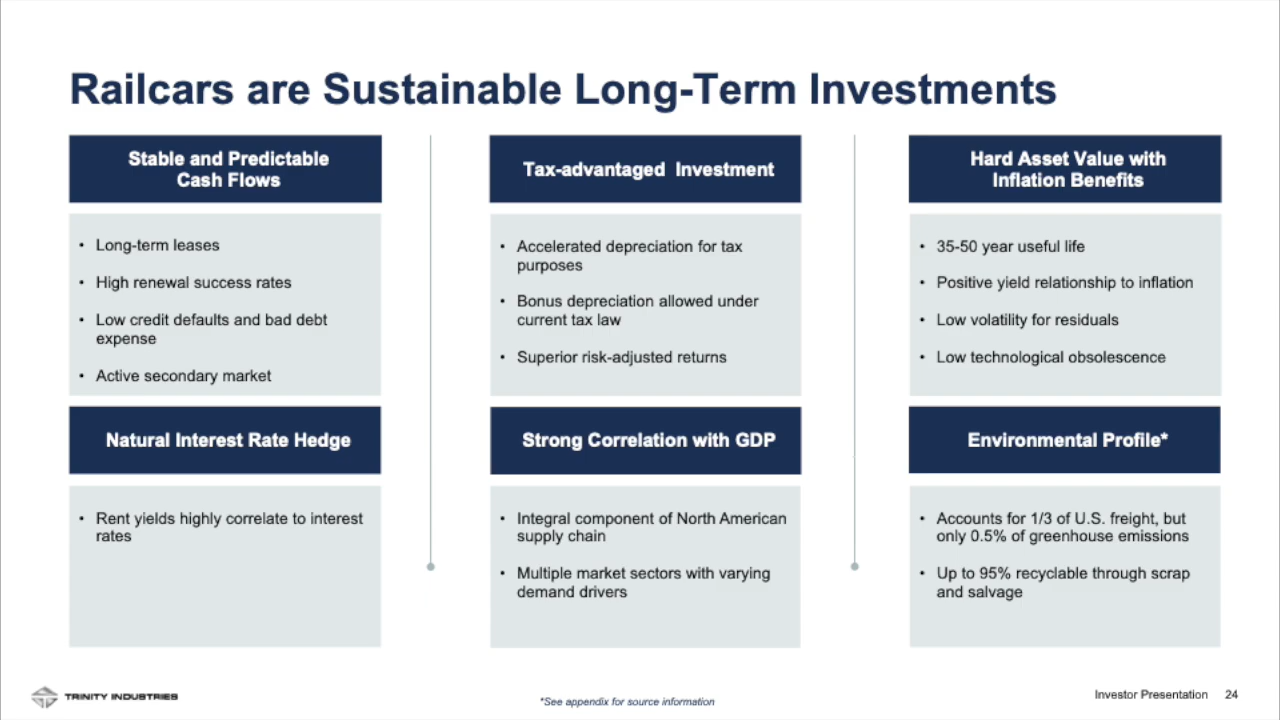 Railcars are Sustainable Long-Term Investments
Stable and Predictable
Cash Flows
• Long-term leases
• High renewal success rates
• Low credit defaults and bad debt
expense
• Active secondary market
Tax-advantaged Investment
• Accelerated depreciation for tax
purposes
• Bonus depreciation allowed under
current tax law
• Superior risk-adjusted returns
Hard Asset Value with
Inflation Benefits
• 35-50 year useful life
• Positive yield relationship to inflation
• Low volatility for residuals
• Low technological obsolescence
Natural Interest Rate Hedge
• Rent yields highly correlate to interest
rates
Strong Correlation with GDP
• Integral component of North American
supply chain
• Multiple market sectors with varying
demand drivers
Environmental Profile*
• Accounts for 1/3 of U.S. freight, but
only 0.5% of greenhouse emissions
• Up to 95% recyclable through scrap
and salvage
TRINITY INDUSTRIES
*See appendix for source information
Investor Presentation 24